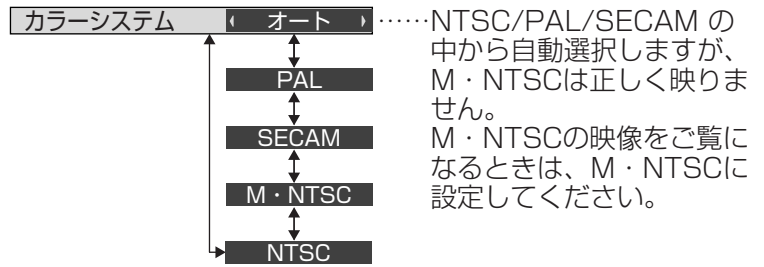 カラーシステム オート ……NTSC/PAL/SECAM の
中から自動選択しますが、
PAL M・NTSCは正しく映りま
せん。
SECAM M・NTSCの映像をご覧に
なるときは、M・NTSCに
M・NTSC 設定してください。
NTSC